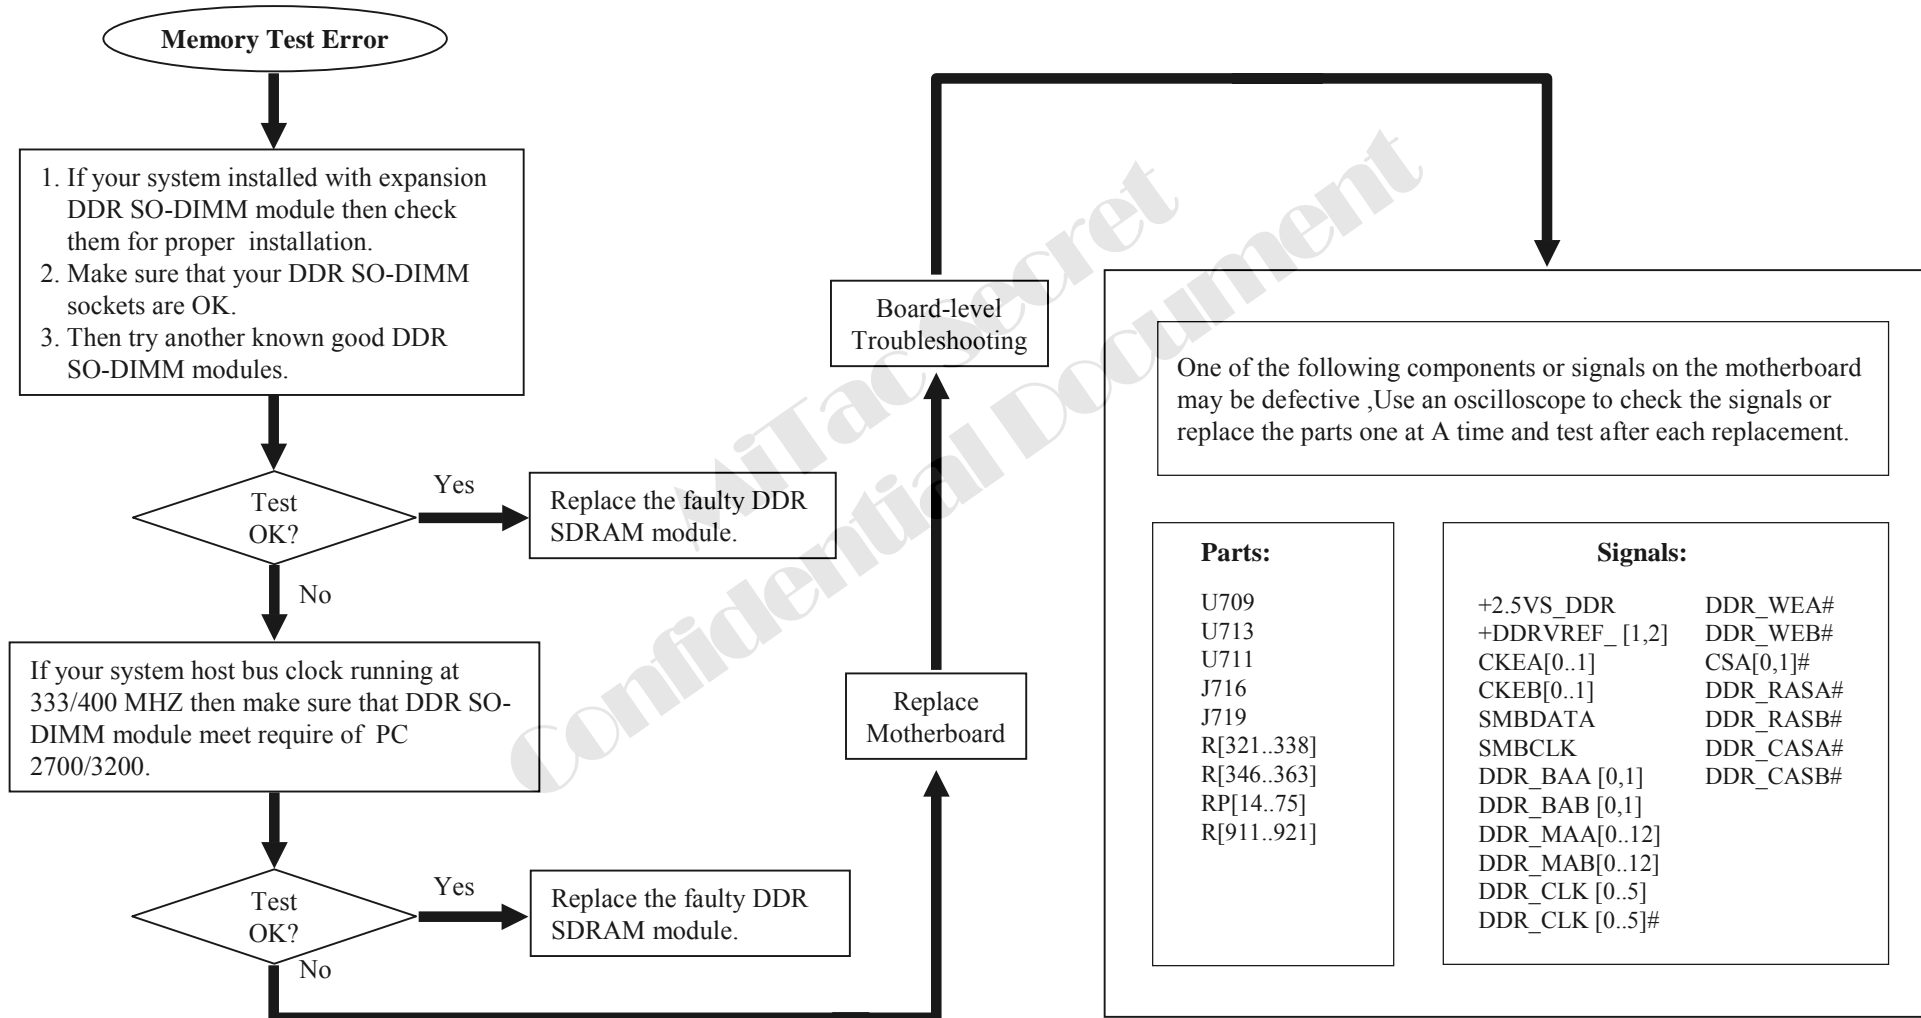 Memory Test Error
1. If your system installed with expansion
DDR SO-DIMM module then check
them for proper installation.
2. Make sure that your DDR SO-DIMM
sockets are OK.
3. Then try another known good DDR
SO-DIMM modules.
Test
OK?
Yes
Replace the faulty DDR
SDRAM module.
No
If your system host bus clock running at
333/400 MHZ then make sure that DDR SO-
DIMM module meet require of PC
2700/3200.
Test
OK?
Yes
Replace the faulty DDR
SDRAM module.
No
Replace
Motherboard
Board-level
Troubleshooting
One of the following components or signals on the motherboard
may be defective ,Use an oscilloscope to check the signals or
replace the parts one at A time and test after each replacement.
Parts:
U709
U713
U711
J716
J719
R[321..338]
R[346..363]
RP[14..75]
R[911..921]
Signals:
+2.5VS_DDR
+DDRVREF_ [1,2]
CKEA[0..1]
CKEB[0..1]
SMBDATA
SMBCLK
DDR_BAA [0,1]
DDR_BAB [0,1]
DDR_MAA[0..12]
DDR_MAB[0..12]
DDR_CLK [0..5]
DDR_CLK [0..5]#
DDR_WEA#
DDR_WEB#
CSA[0,1]#
DDR_RASA#
DDR_RASB#
DDR_CASA#
DDR_CASB#
MiTac Secret
Confidential Document